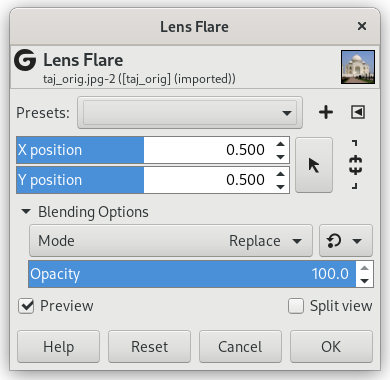 Lens Flare
Lens Flare
taj_orig.jpg-2 ([taj_orig] (imported))
Presets:
X position 0.500
Y position 0.500
Blending Options
Mode Replace
Opacity 100.0
Preview Split view
Help Reset Cancel OK